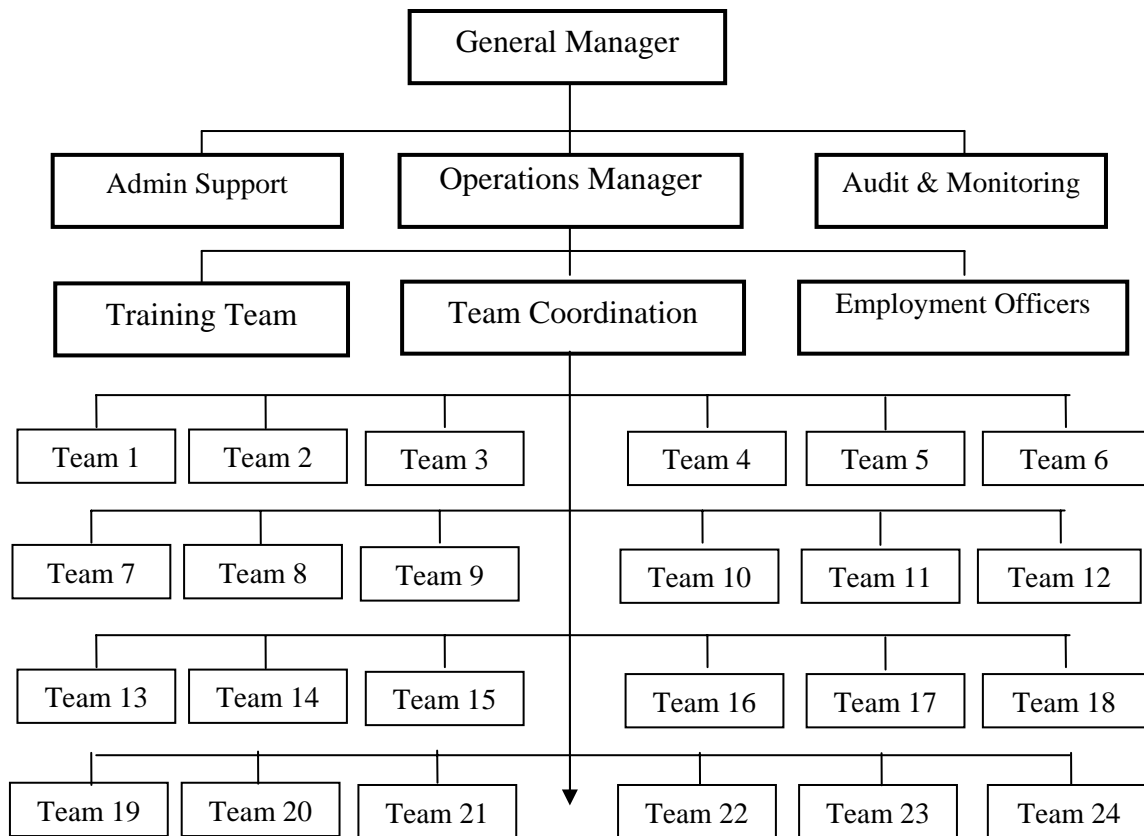 General Manager
Admin Support
Operations Manager
Audit & Monitoring
Training Team
Team Coordination
Employment Officers
Team 1
Team 2
Team 3
Team 4
Team 5
Team 6
Team 7
Team 8
Team 9
Team 10
Team 11
Team 12
Team 13
Team 14
Team 15
Team 16
Team 17
Team 18
Team 19
Team 20
Team 21
Team 22
Team 23
Team 24